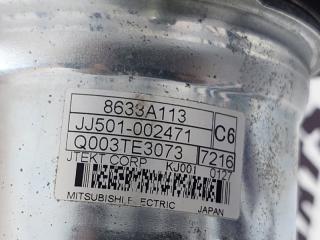 8633A113
JJ501-002471 C6
Q003TE3073 7216
JTEKT CORP KJ001 0127
MITSUBISHI ELECTRIC JAPAN